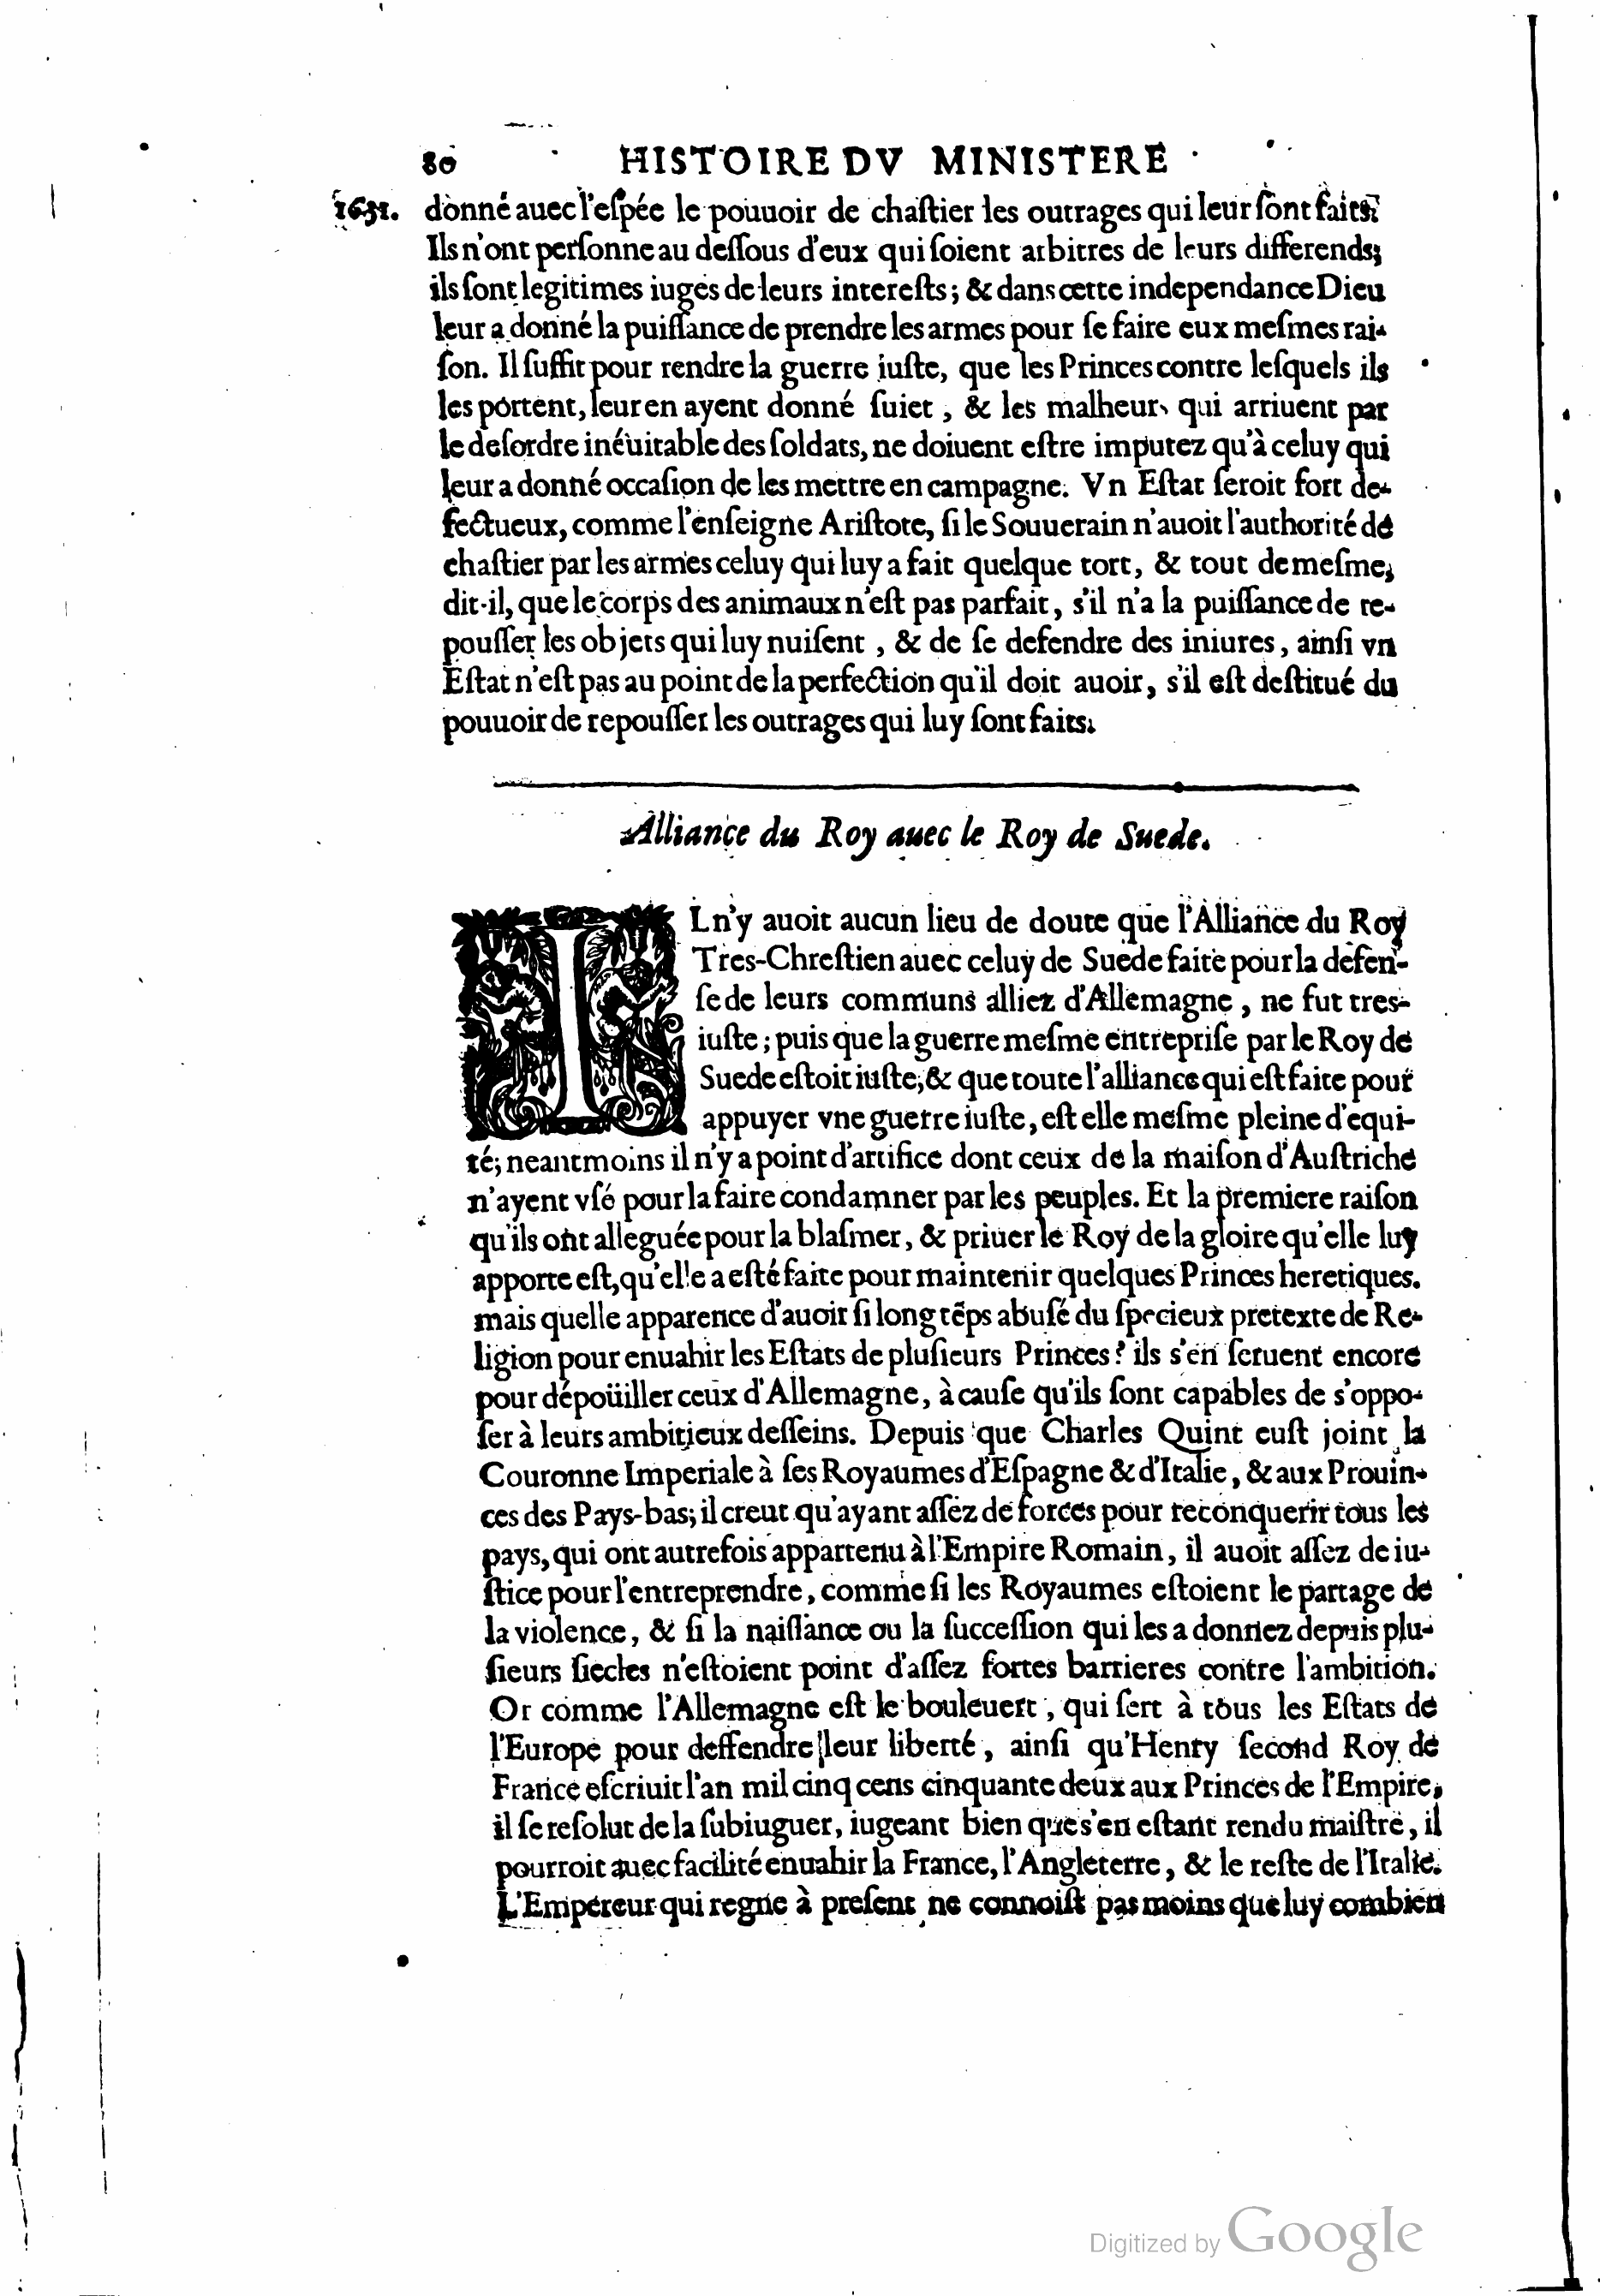 80 HISTOIRE DV MINISTERE
1631. donné auec l'eſpée le pouuoir de chaſtier les outrages qui leur ſont faits.
Ils n'ont perſonne au deſſous d'eux qui ſoient arbitres de leurs differends;
ils ſont legitimes iuges de leurs intereſts; & dans cette independance Dieu
leur a donné la puiſſance de prendre les armes pour ſe faire eux meſmes rai-
ſon. Il ſuffit pour rendre la guerre iuſte, que les Princes contre leſquels ils
les portent, leur en ayent donné ſuiet, & les malheurs qui arriuent par
le deſordre inéuitable des ſoldats, ne doiuent eſtre imputez qu'à celuy qui
leur a donné occaſion de les mettre en campagne. Vn Eſtat ſeroit fort de-
fectueux, comme l'enſeigne Ariſtote, ſi le Souuerain n'auoit l'authorité de
chaſtier par les armes celuy qui luy a fait quelque tort, & tout de meſme,
dit-il, que le corps des animaux n'eſt pas parfait, s'il n'a la puiſſance de re-
pouſſer les objets qui luy nuiſent, & de ſe defendre des iniures, ainſi vn
Eſtat n'eſt pas au point de la perfection qu'il doit auoir, s'il eſt deſtitué du
pouuoir de repouſſer les outrages qui luy ſont faits.
Alliance du Roy auec le Roy de Suede.
IL n'y auoit aucun lieu de doute que l'Alliance du Roy
Tres-Chreſtien auec celuy de Suede faite pour la defen-
ſe de leurs communs alliez d'Allemagne, ne fut tres-
iuſte; puis que la guerre meſme entrepriſe par le Roy de
Suede eſtoit iuſte, & que toute l'alliance qui eſt faite pour
appuyer vne guerre iuſte, eſt elle meſme pleine d'equi-
té; neantmoins il n'y a point d'artifice dont ceux de la maiſon d'Auſtriche
n'ayent vſé pour la faire condamner par les peuples. Et la premiere raiſon
qu'ils ont alleguée pour la blaſmer, & priuer le Roy de la gloire qu'elle luy
apporte eſt, qu'elle a eſté faite pour maintenir quelques Princes heretiques.
mais quelle apparence d'auoir ſi long tẽps abuſé du ſpecieux pretexte de Re-
ligion pour enuahir les Eſtats de pluſieurs Princes? ils s'en ſeruent encore
pour dépoüiller ceux d'Allemagne, à cauſe qu'ils ſont capables de s'oppo-
ſer à leurs ambitieux deſſeins. Depuis que Charles Quint euſt joint la
Couronne Imperiale à ſes Royaumes d'Eſpagne & d'Italie, & aux Prouin-
ces des Pays-bas; il creut qu'ayant aſſez de forces pour reconquerir tous les
pays, qui ont autrefois appartenu à l'Empire Romain, il auoit aſſez de iu-
ſtice pour l'entreprendre, comme ſi les Royaumes eſtoient le partage de
la violence, & ſi la naiſſance ou la ſucceſſion qui les a donnez depuis plu-
ſieurs ſiecles n'eſtoient point d'aſſez fortes barrieres contre l'ambition.
Or comme l'Allemagne eſt le bouleuert, qui ſert à tous les Eſtats de
l'Europe pour deffendre leur liberté, ainſi qu'Henry ſecond Roy de
France eſcriuit l'an mil cinq cens cinquante deux aux Princes de l'Empire,
il ſe reſolut de la ſubiuguer, iugeant bien que s'en eſtant rendu maiſtre, il
pourroit auec facilité enuahir la France, l'Angleterre, & le reſte de l'Italie.
L'Empereur qui regne à preſent ne connoiſt pas moins que luy combien
Digitized by Google